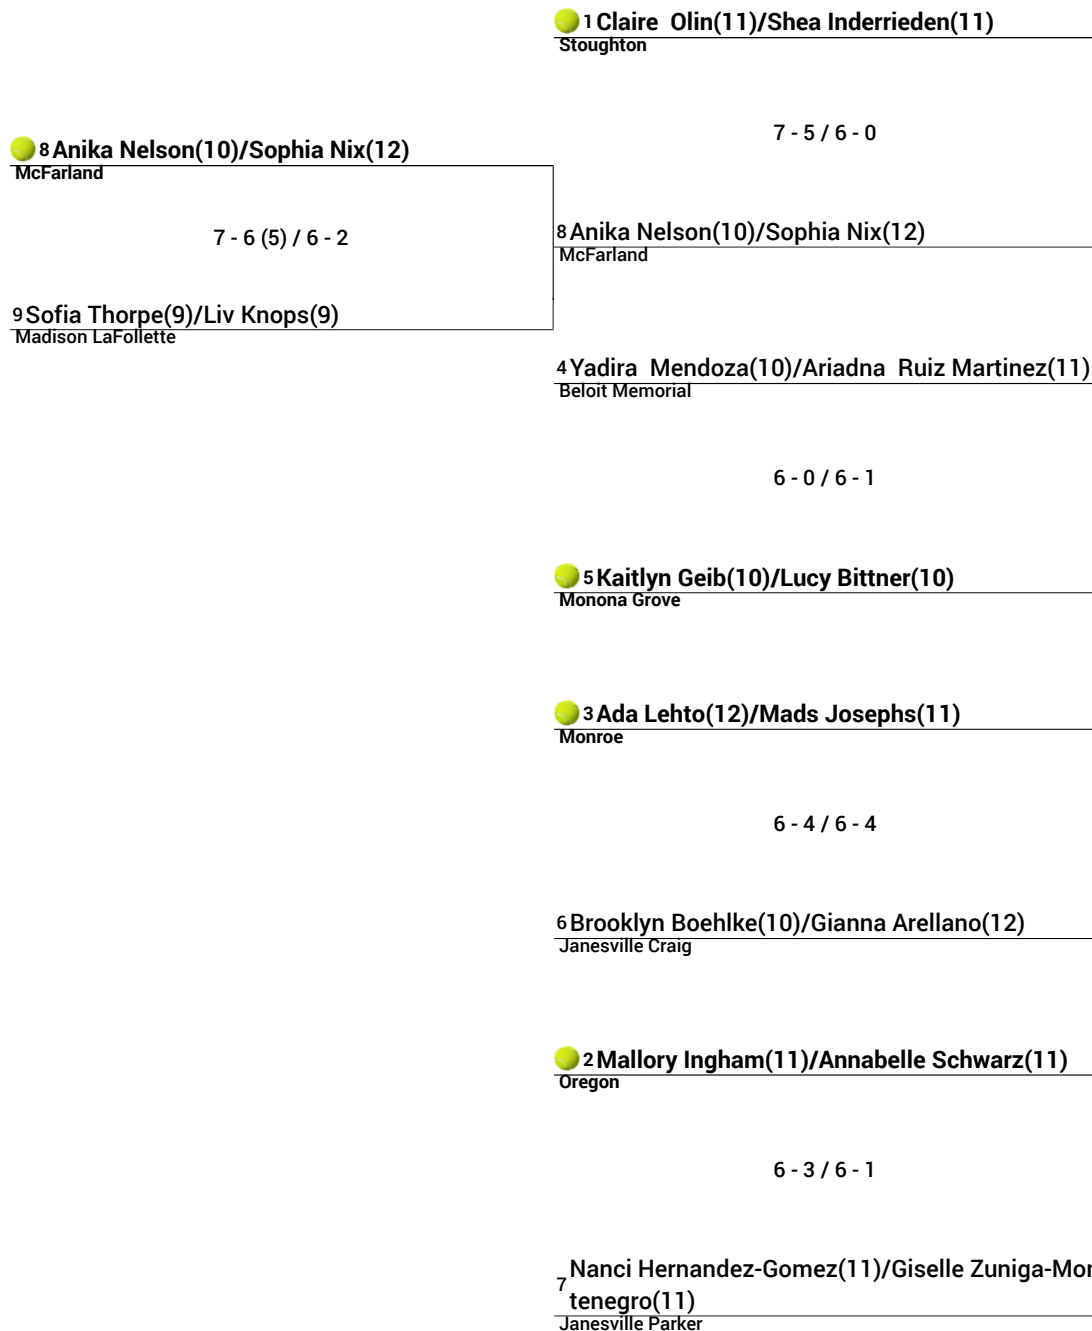 8 Anika Nelson(10)/Sophia Nix(12)
McFarland
7 - 6 (5) / 6 - 2
9 Sofia Thorpe(9)/Liv Knops(9)
Madison LaFollette
1 Claire Olin(11)/Shea Inderrieden(11)
Stoughton
7 - 5 / 6 - 0
8 Anika Nelson(10)/Sophia Nix(12)
McFarland
4 Yadira Mendoza(10)/Ariadna Ruiz Martinez(11)
Beloit Memorial
6 - 0 / 6 - 1
5 Kaitlyn Geib(10)/Lucy Bittner(10)
Monona Grove
3 Ada Lehto(12)/Mads Josephs(11)
Monroe
6 - 4 / 6 - 4
6 Brooklyn Boehlke(10)/Gianna Arellano(12)
Janesville Craig
2 Mallory Ingham(11)/Annabelle Schwarz(11)
Oregon
6 - 3 / 6 - 1
7 Nanci Hernandez-Gomez(11)/Giselle Zuniga-Mon
tenegro(11)
Janesville Parker